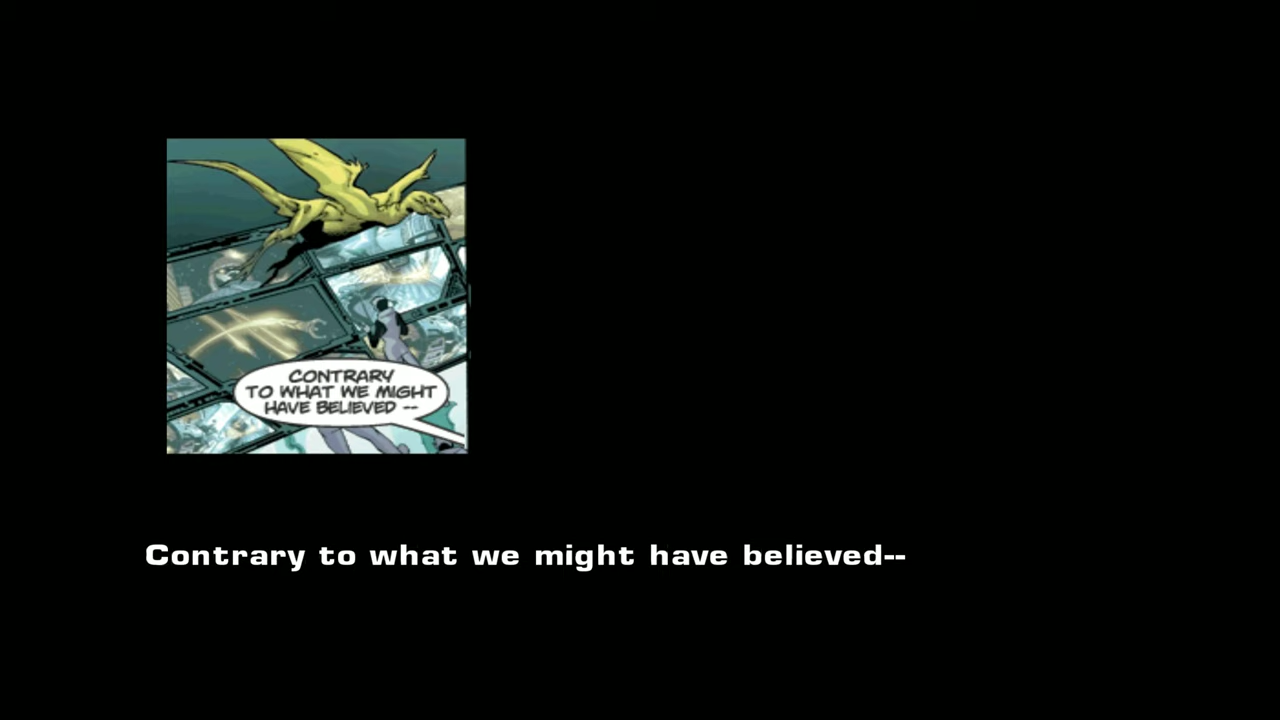 CONTRARY
TO WHAT WE MIGHT
HAVE BELIEVED --
Contrary to what we might have believed--